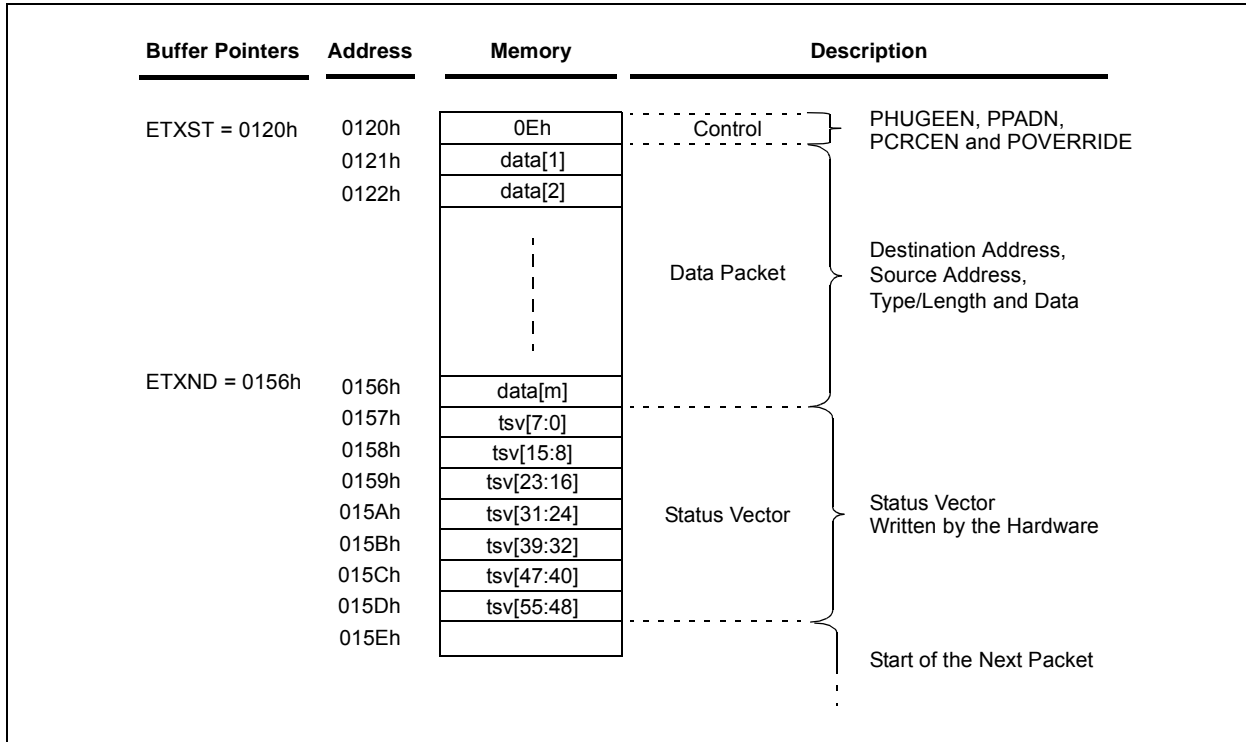 Buffer Pointers Address Memory Description
ETXST = 0120h 0120h 0Eh Control PHUGEEN, PPADN,
PCRCEN and POVERRIDE
0121h data[1]
0122h data[2]
Data Packet Destination Address,
Source Address,
Type/Length and Data
ETXND = 0156h 0156h data[m]
0157h tsv[7:0]
0158h tsv[15:8]
0159h tsv[23:16]
015Ah tsv[31:24] Status Vector Status Vector
Written by the Hardware
015Bh tsv[39:32]
015Ch tsv[47:40]
015Dh tsv[55:48]
015Eh
Start of the Next Packet